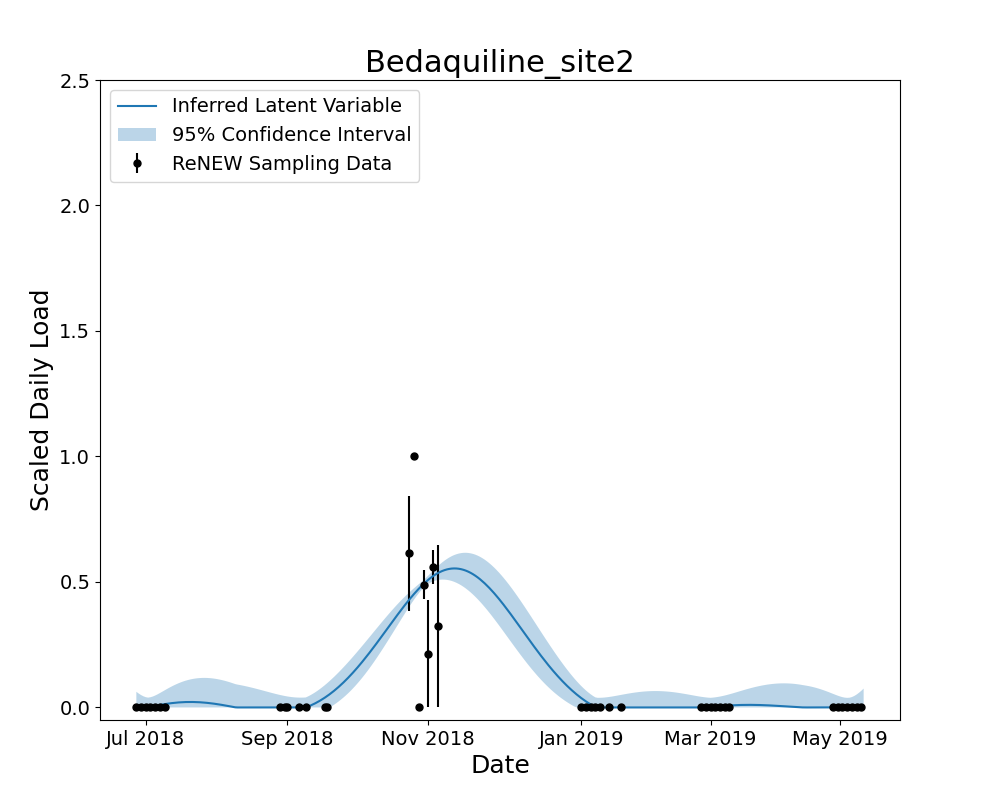 Bedaquiline_site2
2.5
2.0
1.5
1.0
0.5
0.0
Scaled Daily Load
Inferred Latent Variable
95% Confidence Interval
ReNEW Sampling Data
Jul 2018
Sep 2018
Nov 2018
Jan 2019
Mar 2019
May 2019
Date